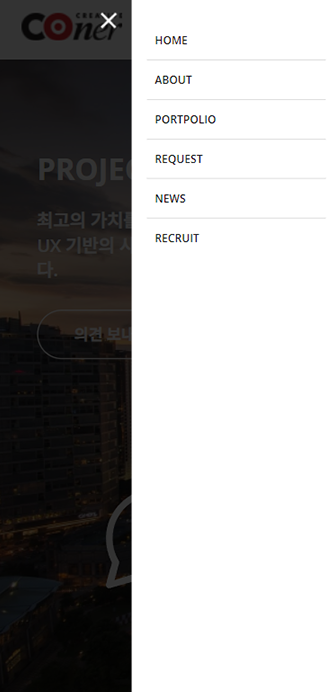 CREATIVE
COner
HOME
ABOUT
PORTPOLIO
REQUEST
NEWS
RECRUIT
PROJEC
최고의 가치를
UX 기반의 시
다.
의견 보내